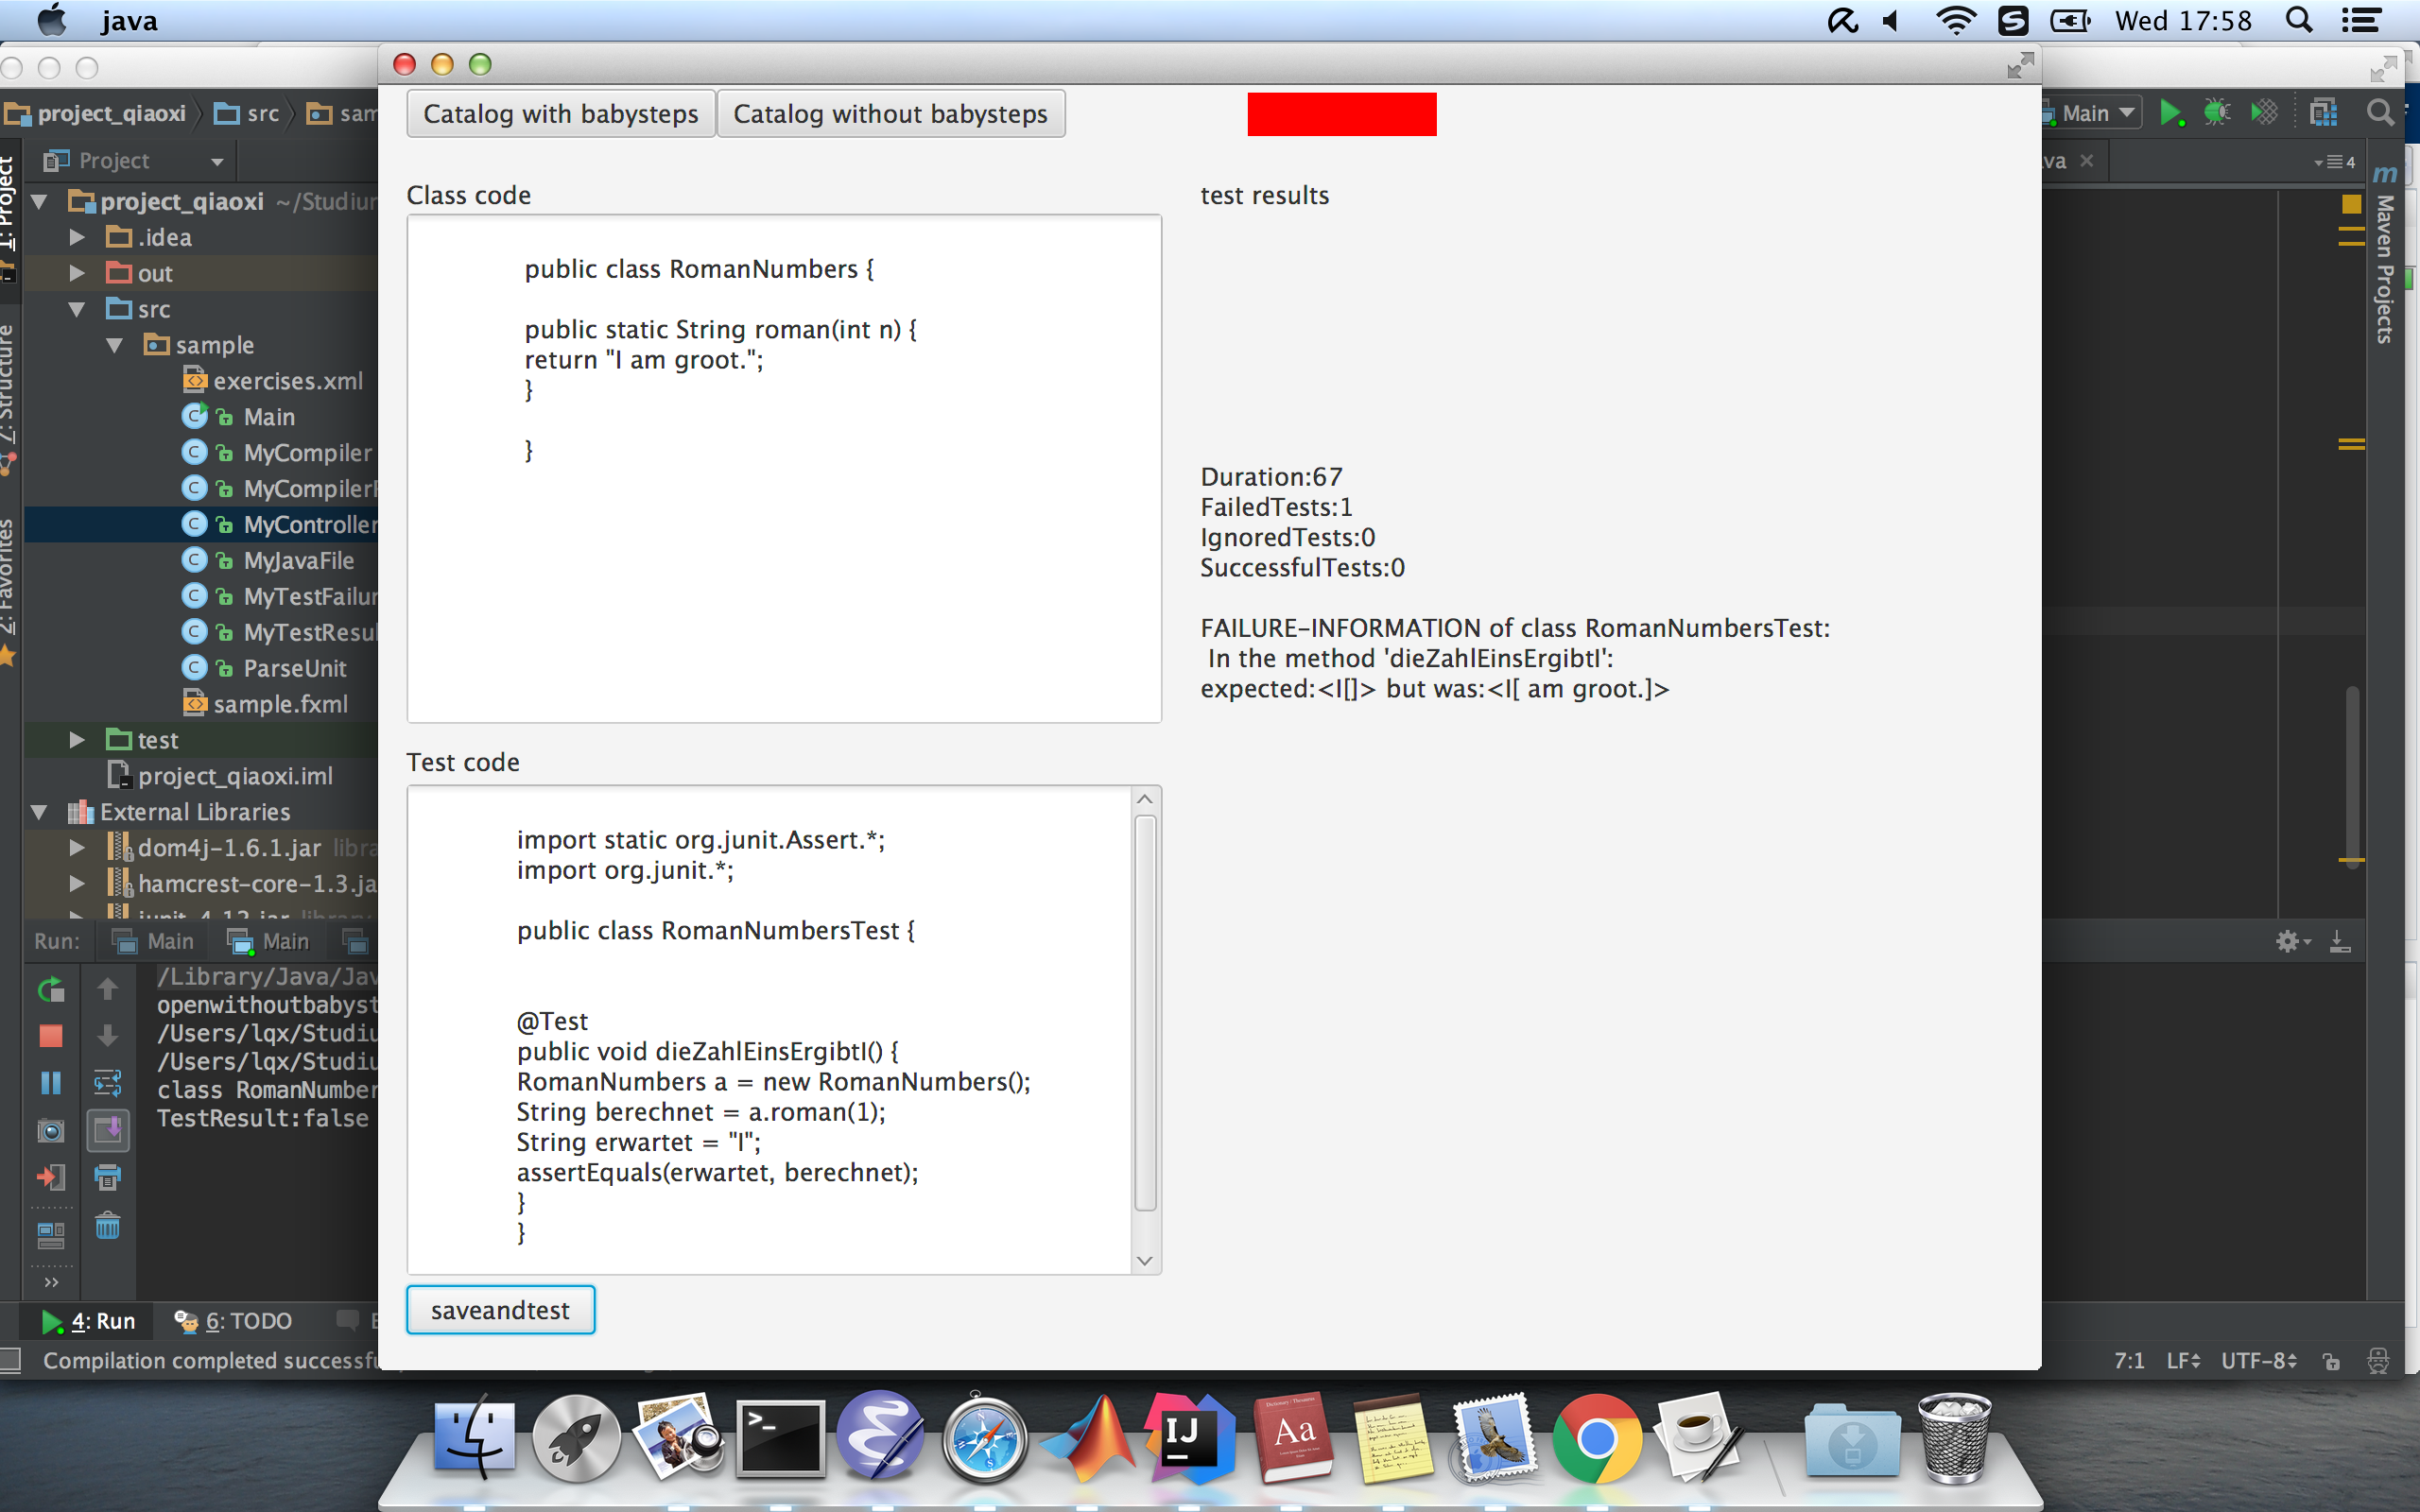 java
Wed 17:58
project_qiaoxi
src
Main
Project
1: Project
project_qiaoxi ~/Studiu
.idea
out
src
sample
exercises.xml
Main
MyCompiler
MyController
MyJavaFile
MyTestFailur
MyTestResul
ParseUnit
sample.fxml
test
project_qiaoxi.iml
External Libraries
dom4j-1.6.1.jar libra
hamcrest-core-1.3.ja
7: Structure
2: Favorites
Catalog with babysteps
Catalog without babysteps
Class code
public class RomanNumbers {
public static String roman(int n) {
return "I am groot.";
}
}
Test code
import static org.junit.Assert.*;
import org.junit.*;
public class RomanNumbersTest {
@Test
public void dieZahlEinsErgibtI() {
RomanNumbers a = new RomanNumbers();
String berechnet = a.roman(1);
String erwartet = "I";
assertEquals(erwartet, berechnet);
}
}
saveandtest
test results
Duration:67
FailedTests:1
IgnoredTests:0
SuccessfulTests:0
FAILURE-INFORMATION of class RomanNumbersTest:
In the method 'dieZahlEinsErgibtI':
expected:<I[]> but was:<I[ am groot.]>
4
m
Maven Projects
Run:
Main
Main
/Library/Java/Jav
openwithoutbabyst
/Users/lqx/Studiu
/Users/lqx/Studiu
class RomanNumber
TestResult:false
4: Run
6: TODO
Compilation completed successf
7:1
LF
UTF-8
IJ
Aa